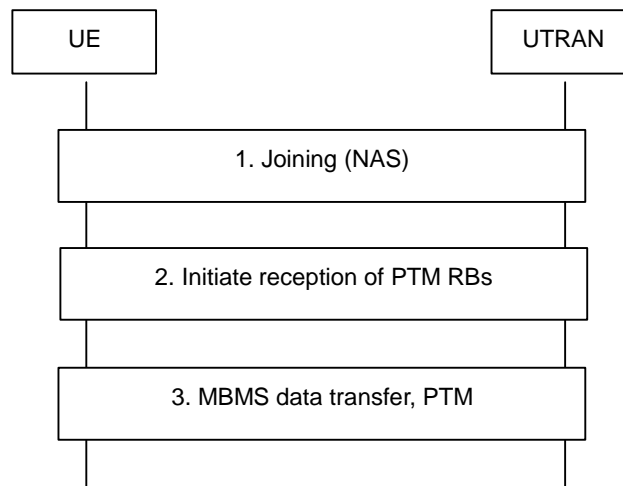 UE
UTRAN
1. Joining (NAS)
2. Initiate reception of PTM RBs
3. MBMS data transfer, PTM